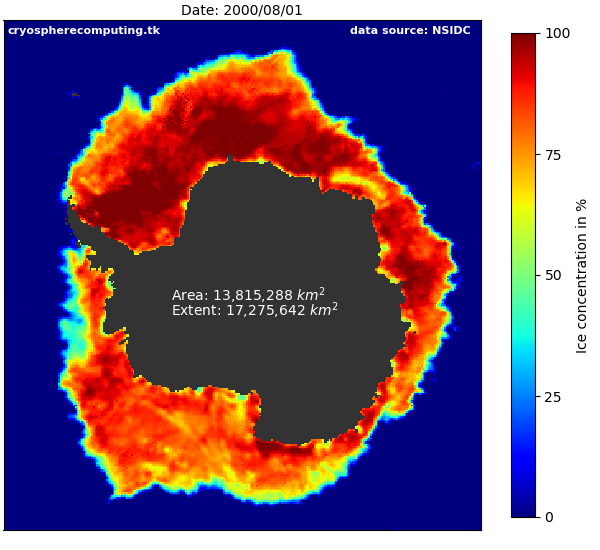 Date: 2000/08/01
cryospherecomputing.tk
data source: NSIDC
Area: 13,815,288 km²
Extent: 17,275,642 km²
100
75
50
25
0
Ice concentration in %